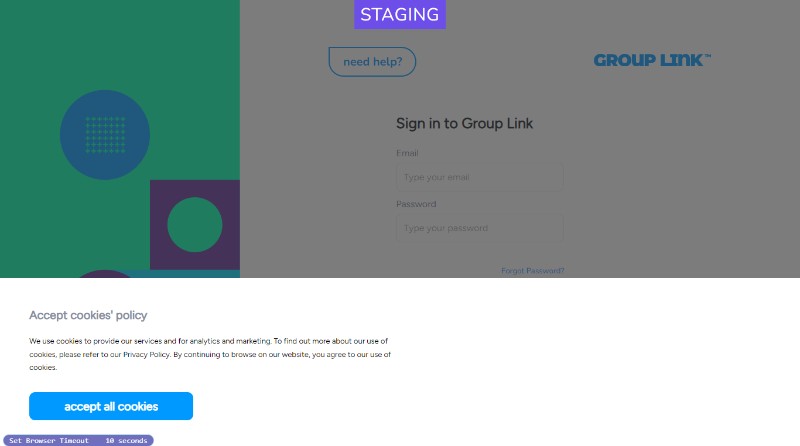 STAGING
need help?
GROUP LINK™
Sign in to Group Link
Email
Type your email
Password
Type your password
Forgot Password?
Accept cookies' policy
We use cookies to provide our services and for analytics and marketing. To find out more about our use of
cookies, please refer to our Privacy Policy. By continuing to browse on our website, you agree to our use of
cookies.
accept all cookies
Set Browser Timeout 10 seconds